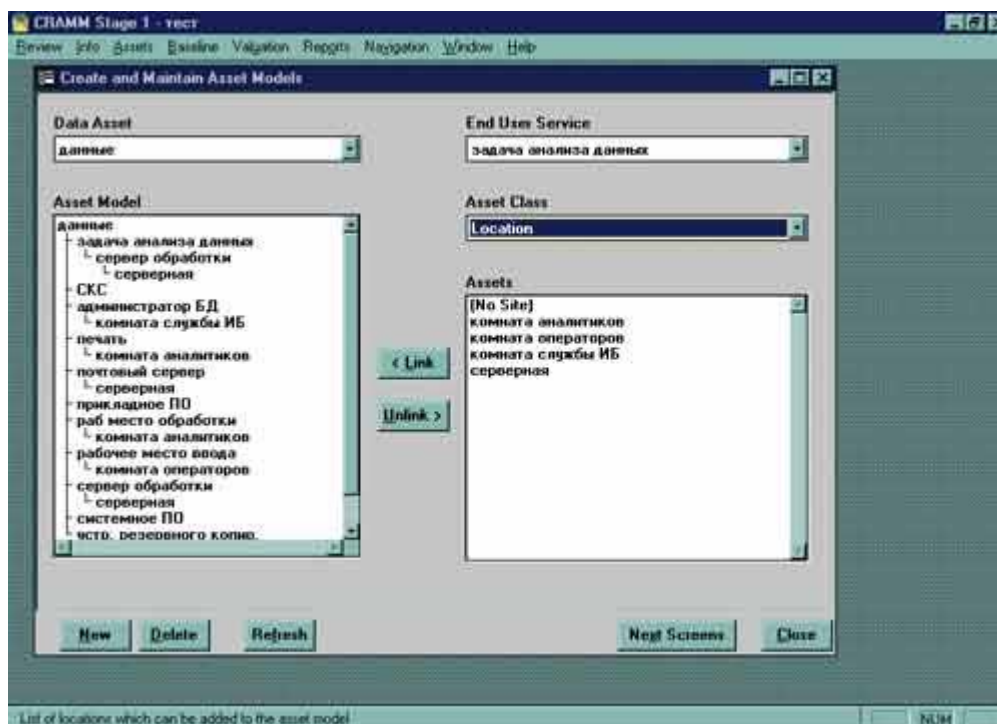 CRAMM Stage 1 - тест
Review Info Assets Baseline Valuation Reports Navigation Window Help
Create and Maintain Asset Models
Data Asset
данные
End User Service
задача анализа данных
Asset Model
данные
задача анализа данных
сервер обработки
серверная
СКС
администратор БД
комната службы ИБ
печать
комната аналитиков
почтовый сервер
серверная
прикладное ПО
раб место обработки
комната аналитиков
рабочее место ввода
комната операторов
сервер обработки
серверная
системное ПО
устр. резервного копир.
< Link
Unlink >
Asset Class
Location
Assets
(No Site)
комната аналитиков
комната операторов
комната службы ИБ
серверная
New Delete Refresh Next Screens Close
List of locations which can be added to the asset model NUM